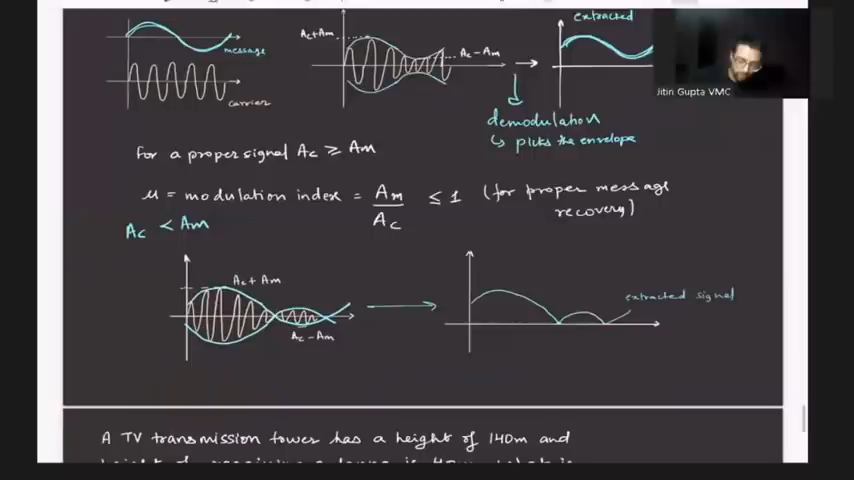 extracted
Ac+Am
Ac-Am
message
carrier
Jitin Gupta VMC
demodulation
↳ picks the envelope
For a proper signal Ac ≥ Am
μ = modulation index = Am/Ac ≤ 1 (for proper message recovery)
Ac < Am
Ac+Am
Ac-Am
extracted signal
A TV transmission tower has a height of 140m and